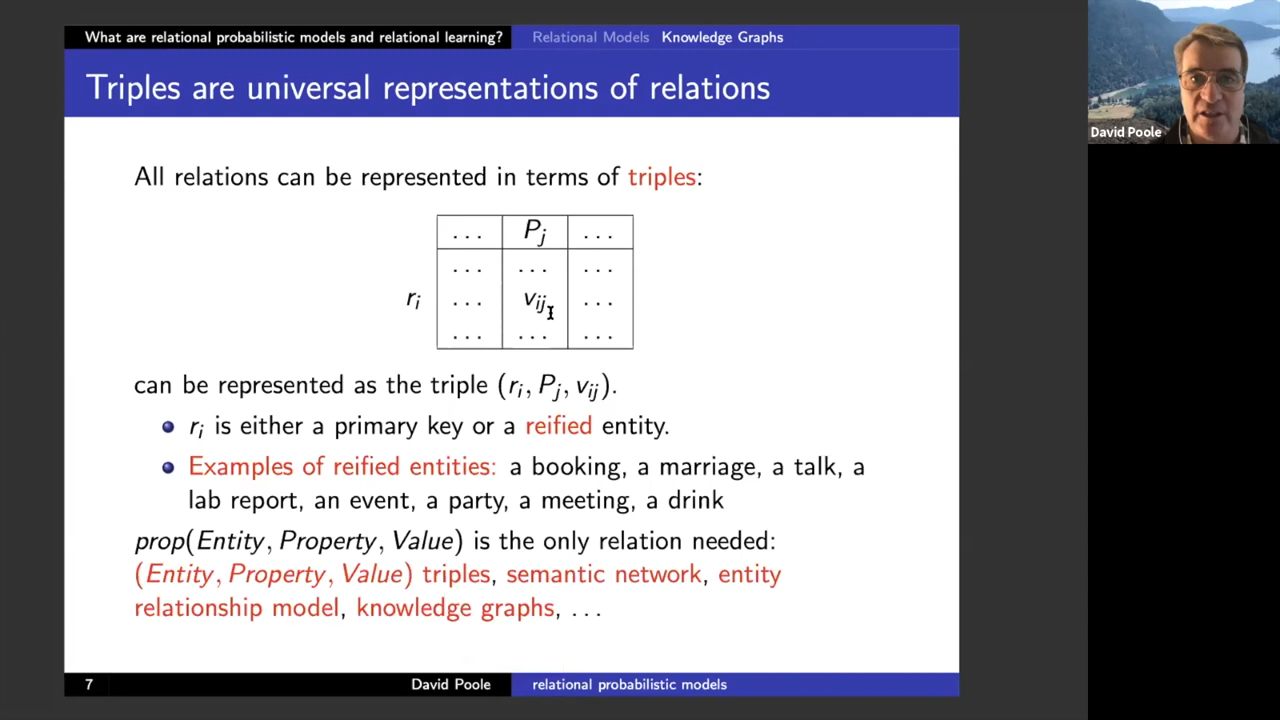 What are relational probabilistic models and relational learning? Relational Models Knowledge Graphs
Triples are universal representations of relations
David Poole
All relations can be represented in terms of triples:
... Pj ...
... ... ...
ri ... vij ...
... ... ...
can be represented as the triple (ri, Pj, vij).
ri is either a primary key or a reified entity.
Examples of reified entities: a booking, a marriage, a talk, a
lab report, an event, a party, a meeting, a drink
prop(Entity, Property, Value) is the only relation needed:
(Entity, Property, Value) triples, semantic network, entity
relationship model, knowledge graphs, ...
7 David Poole relational probabilistic models